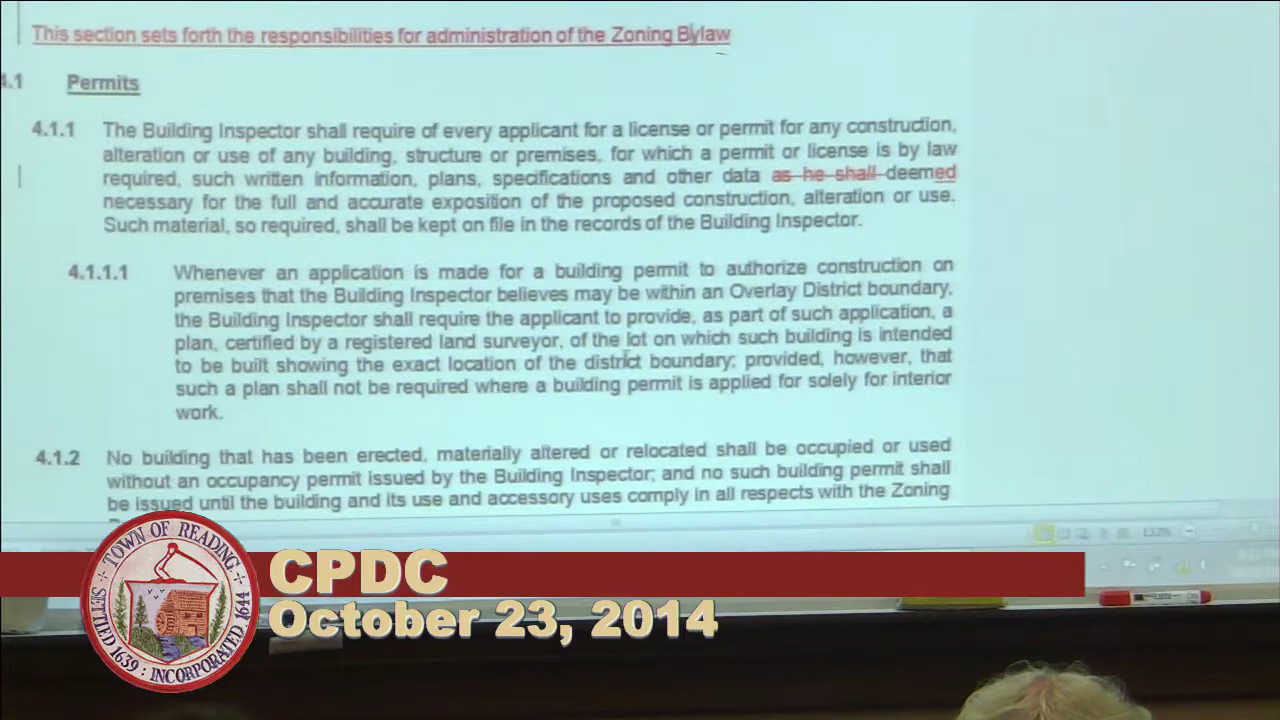 This section sets forth the responsibilities for administration of the Zoning Bylaw
4.1 Permits
4.1.1 The Building Inspector shall require of every applicant for a license or permit for any construction,
alteration or use of any building, structure or premises, for which a permit or license is by law
required, such written information, plans, specifications and other data as he shall deemed
necessary for the full and accurate exposition of the proposed construction, alteration or use.
Such material, so required, shall be kept on file in the records of the Building Inspector.
4.1.1.1 Whenever an application is made for a building permit to authorize construction on
premises that the Building Inspector believes may be within an Overlay District boundary,
the Building Inspector shall require the applicant to provide, as part of such application, a
plan, certified by a registered land surveyor, of the lot on which such building is intended
to be built showing the exact location of the district boundary; provided, however, that
such a plan shall not be required where a building permit is applied for solely for interior
work.
4.1.2 No building that has been erected, materially altered or relocated shall be occupied or used
without an occupancy permit issued by the Building Inspector; and no such building permit shall
be issued until the building and its use and accessory uses comply in all respects with the Zoning
132%
CPDC
October 23, 2014
TOWN OF READING
SETTLED 1639 : INCORPORATED 1644